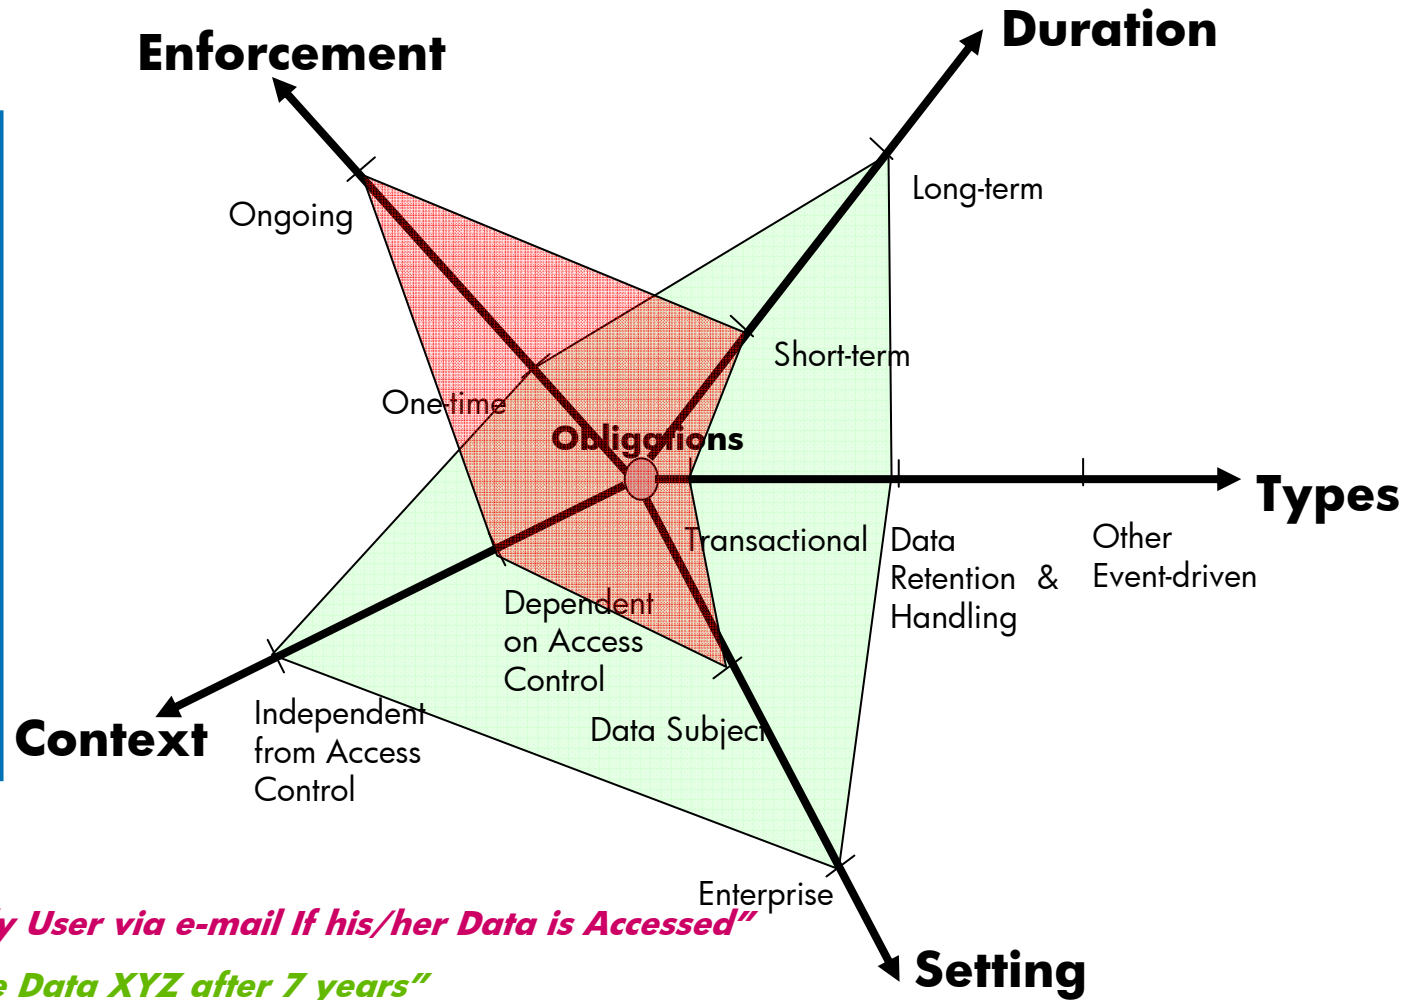 Duration
Enforcement
Long-term
Ongoing
Short-term
One-time
Obligations
Types
Transactional
Data
Retention &
Handling
Other
Event-driven
Dependent
on Access
Control
Data Subject
Independent
from Access
Control
Context
Enterprise
User via e-mail If his/her Data is Accessed”
Data XYZ after 7 years”
Setting